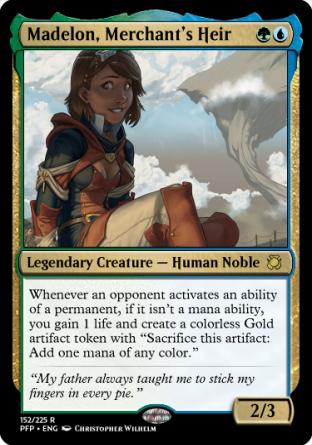 Madelon, Merchant's Heir
Legendary Creature — Human Noble
Whenever an opponent activates an ability
of a permanent, if it isn't a mana ability,
you gain 1 life and create a colorless Gold
artifact token with “Sacrifice this artifact:
Add one mana of any color.”
“My father always taught me to stick my
fingers in every pie.”
2/3
152/225 R
PFP • ENG Christopher Wilhelm